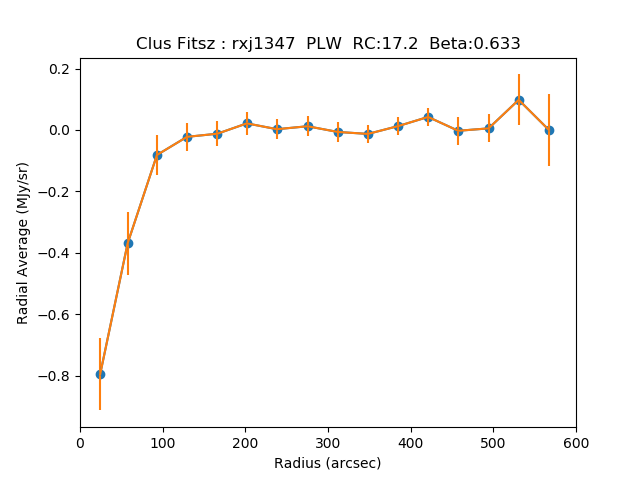 Clus Fitsz : rxj1347  PLW  RC:17.2  Beta:0.633
0.2
0.0
−0.2
−0.4
−0.6
−0.8
Radial Average (MJy/sr)
0 100 200 300 400 500 600
Radius (arcsec)